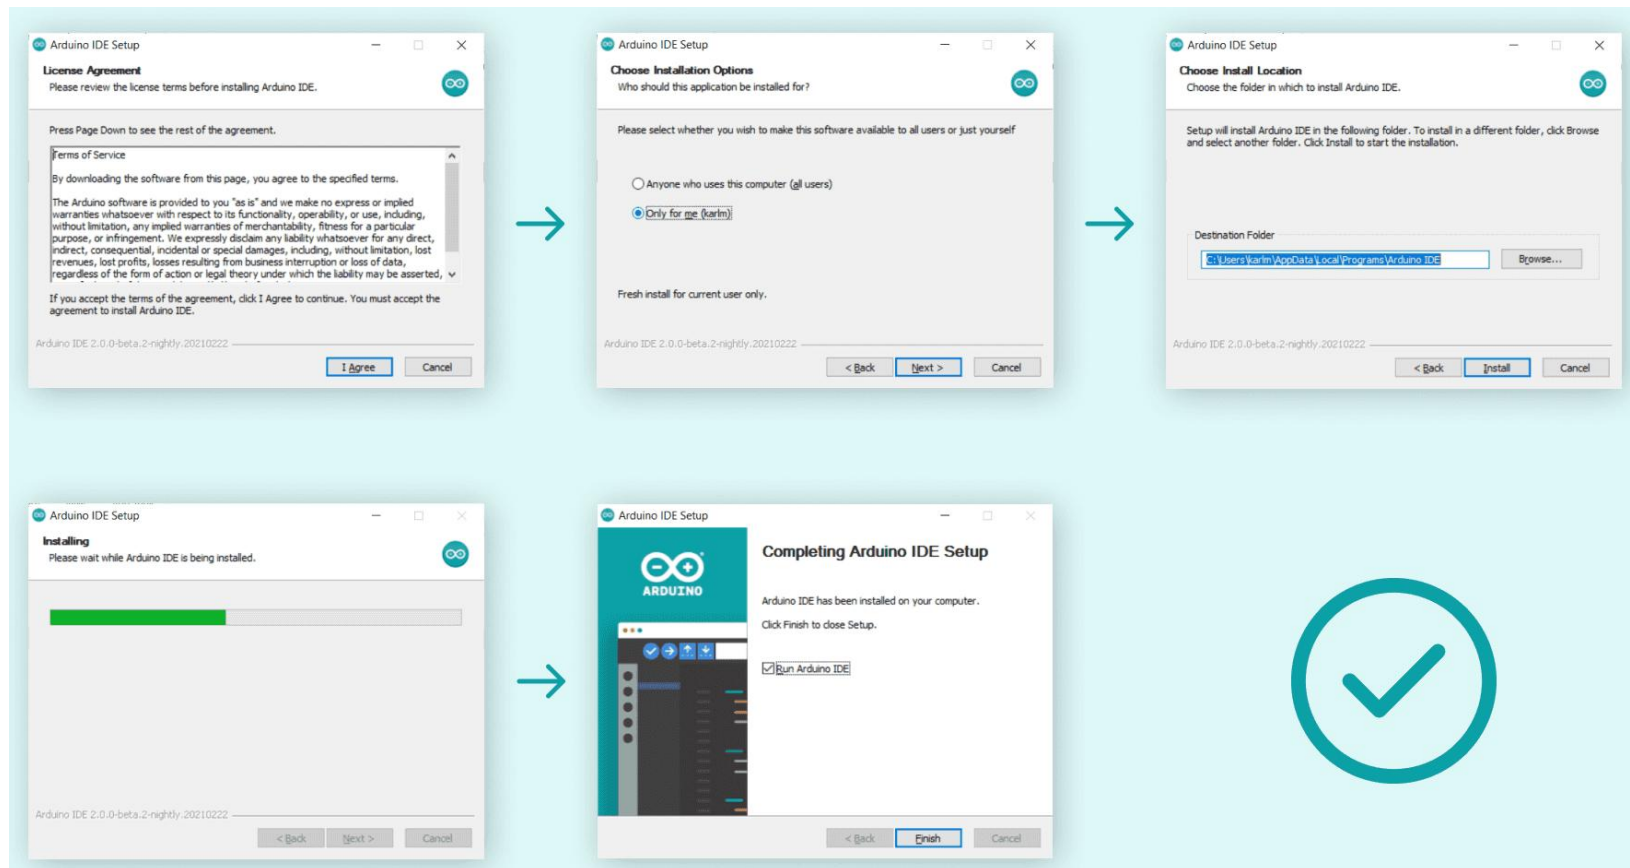 Arduino IDE Setup
License Agreement
Please review the license terms before installing Arduino IDE.
Press Page Down to see the rest of the agreement.
Terms of Service
By downloading the software from this page, you agree to the specified terms.
The Arduino software is provided to you "as is" and we make no express or implied
warranties whatsoever with respect to its functionality, operability, or use, including,
without limitation, any implied warranties of merchantability, fitness for a particular
purpose, or infringement. We expressly disclaim any liability whatsoever for any direct,
indirect, consequential, incidental or special damages, including, without limitation, lost
revenues, lost profits, losses resulting from business interruption or loss of data,
regardless of the form of action or legal theory under which the liability may be asserted,
If you accept the terms of the agreement, click I Agree to continue. You must accept the
agreement to install Arduino IDE.
Arduino IDE 2.0.0-beta.2-nightly.20210222
I Agree
Cancel
Arduino IDE Setup
Choose Installation Options
Who should this application be installed for?
Please select whether you wish to make this software available to all users or just yourself
Anyone who uses this computer (all users)
Only for me (karlm)
Fresh install for current user only.
Arduino IDE 2.0.0-beta.2-nightly.20210222
< Back
Next >
Cancel
Arduino IDE Setup
Choose Install Location
Choose the folder in which to install Arduino IDE.
Setup will install Arduino IDE in the following folder. To install in a different folder, click Browse
and select another folder. Click Install to start the installation.
Destination Folder
C:\Users\karlm\AppData\Local\Programs\Arduino IDE
Browse...
Arduino IDE 2.0.0-beta.2-nightly.20210222
< Back
Install
Cancel
Arduino IDE Setup
Installing
Please wait while Arduino IDE is being installed.
Arduino IDE 2.0.0-beta.2-nightly.20210222
< Back
Next >
Cancel
Arduino IDE Setup
ARDUINO
Completing Arduino IDE Setup
Arduino IDE has been installed on your computer.
Click Finish to close Setup.
Run Arduino IDE
< Back
Finish
Cancel